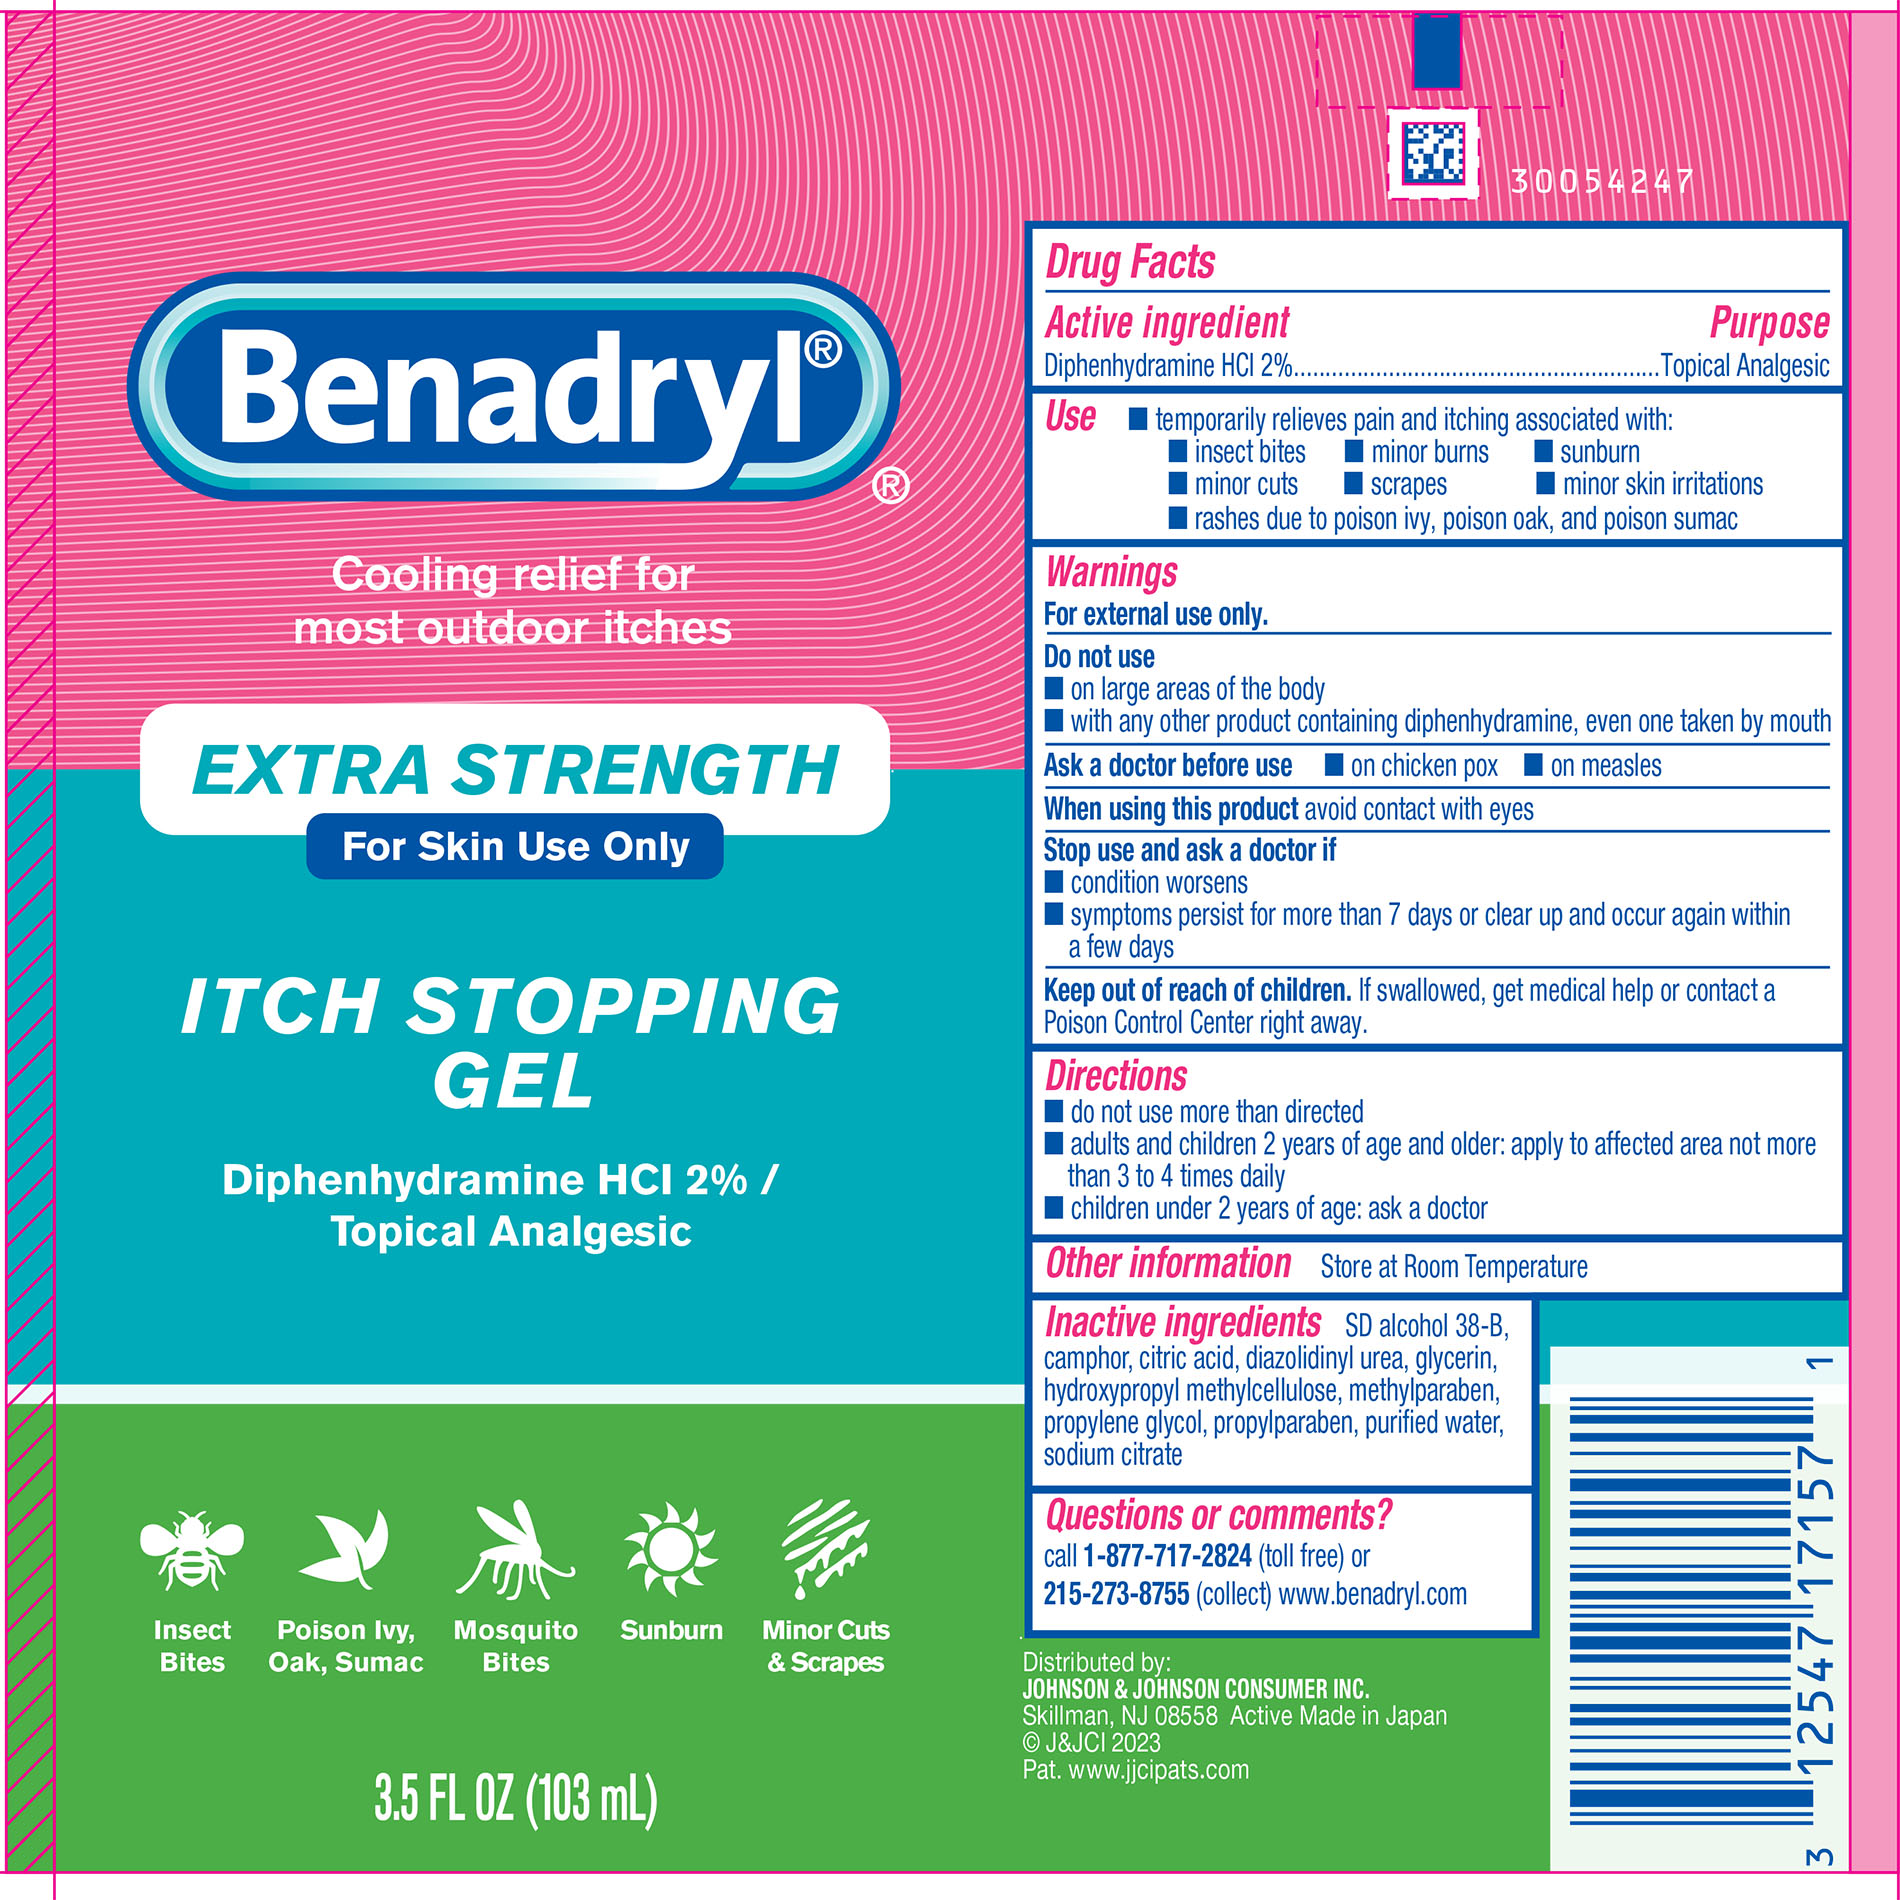 Benadryl®
®
Cooling relief for
most outdoor itches
EXTRA STRENGTH
For Skin Use Only
ITCH STOPPING
GEL
Diphenhydramine HCl 2% /
Topical Analgesic
Insect
Bites
Poison Ivy,
Oak, Sumac
Mosquito
Bites
Sunburn
Minor Cuts
& Scrapes
3.5 FL OZ (103 mL)
30054247
Drug Facts
Active ingredient Purpose
Diphenhydramine HCl 2%..........................................................Topical Analgesic
Use ■ temporarily relieves pain and itching associated with:
■ insect bites ■ minor burns ■ sunburn
■ minor cuts ■ scrapes ■ minor skin irritations
■ rashes due to poison ivy, poison oak, and poison sumac
Warnings
For external use only.
Do not use
■ on large areas of the body
■ with any other product containing diphenhydramine, even one taken by mouth
Ask a doctor before use ■ on chicken pox ■ on measles
When using this product avoid contact with eyes
Stop use and ask a doctor if
■ condition worsens
■ symptoms persist for more than 7 days or clear up and occur again within
a few days
Keep out of reach of children. If swallowed, get medical help or contact a
Poison Control Center right away.
Directions
■ do not use more than directed
■ adults and children 2 years of age and older: apply to affected area not more
than 3 to 4 times daily
■ children under 2 years of age: ask a doctor
Other information Store at Room Temperature
Inactive ingredients SD alcohol 38-B,
camphor, citric acid, diazolidinyl urea, glycerin,
hydroxypropyl methylcellulose, methylparaben,
propylene glycol, propylparaben, purified water,
sodium citrate
Questions or comments?
call 1-877-717-2824 (toll free) or
215-273-8755 (collect) www.benadryl.com
Distributed by:
JOHNSON & JOHNSON CONSUMER INC.
Skillman, NJ 08558 Active Made in Japan
© J&JCI 2023
Pat. www.jjcipats.com
3 12547 17157 1